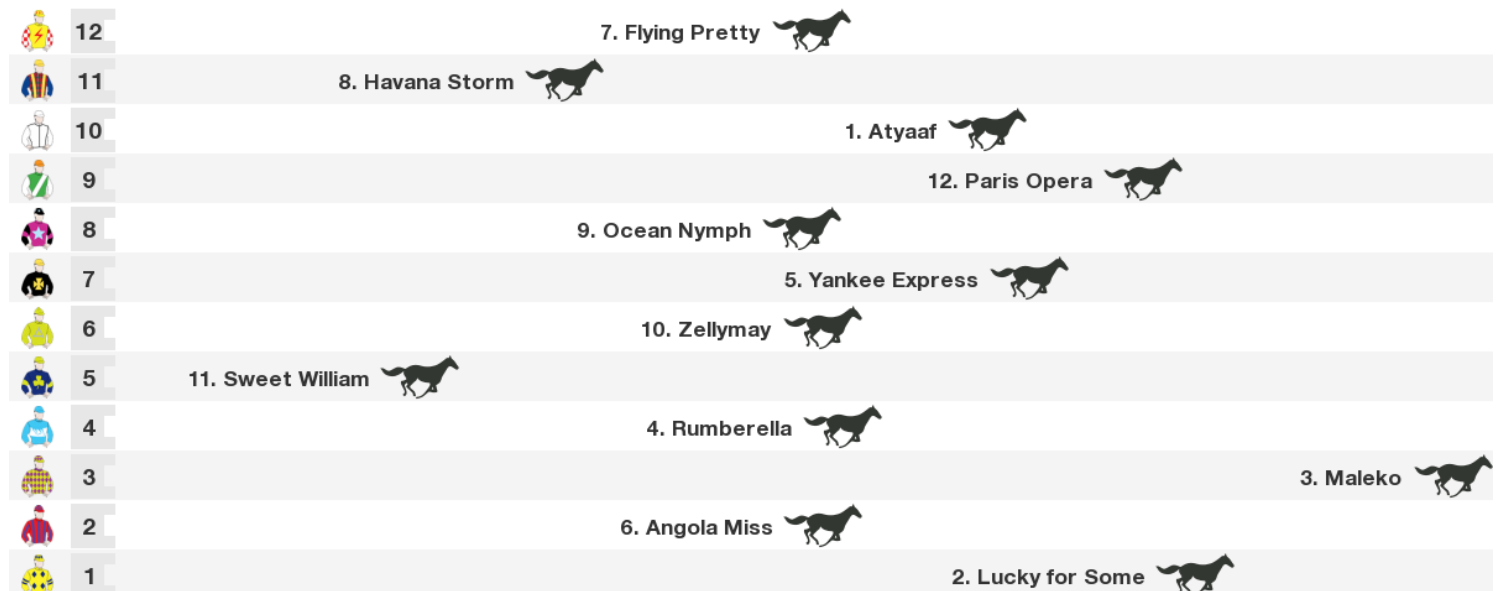 12 7. Flying Pretty
11 8. Havana Storm
10 1. Atyaaf
9 12. Paris Opera
8 9. Ocean Nymph
7 5. Yankee Express
6 10. Zellymay
5 11. Sweet William
4 4. Rumberella
3 3. Maleko
2 6. Angola Miss
1 2. Lucky for Some